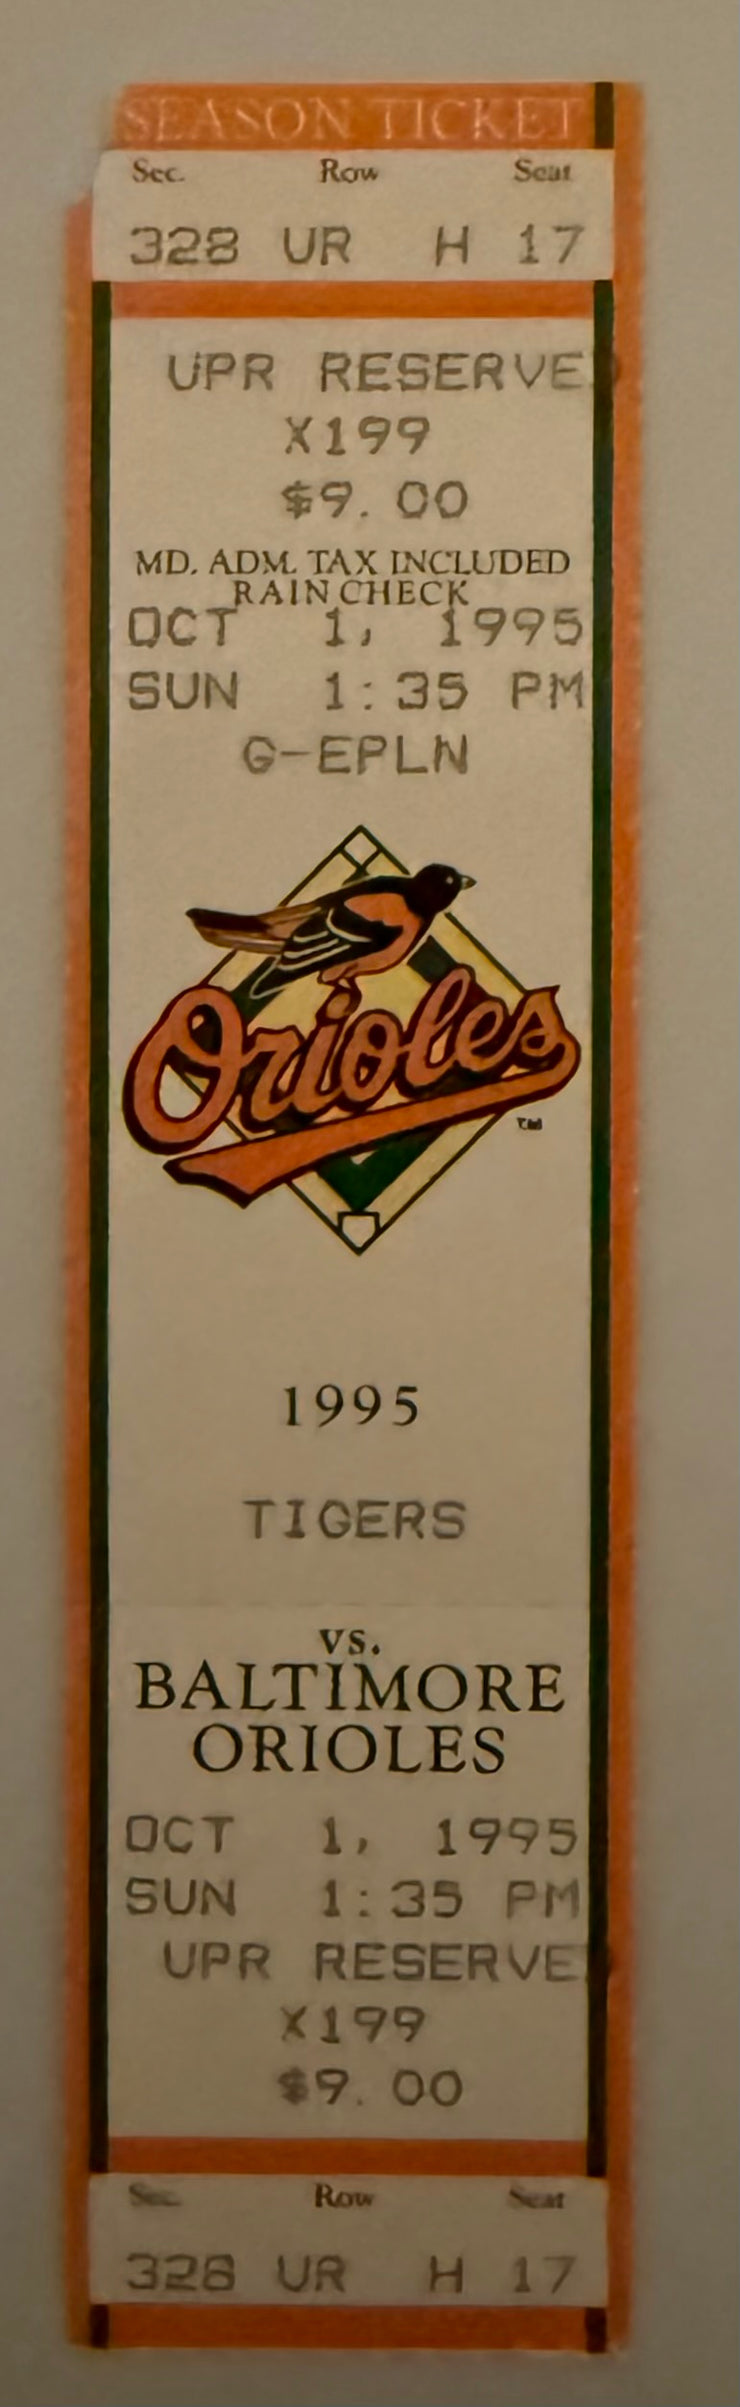 SEASON TICKET
Sec. Row Seat
328 UR H 17
UPR RESERVE
X199
$9.00
MD. ADM. TAX INCLUDED
RAIN CHECK
OCT 1, 1995
SUN 1:35 PM
G-EPLN
Orioles
TM
1995
TIGERS
VS.
BALTIMORE
ORIOLES
OCT 1, 1995
SUN 1:35 PM
UPR RESERVE
X199
$9.00
Sec. Row Seat
328 UR H 17